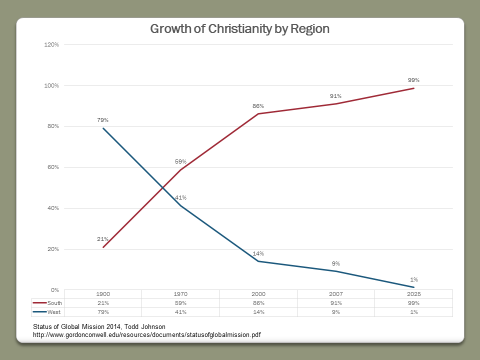 Growth of Christianity by Region
120%
100%
80%
60%
40%
20%
0%
79%
21%
59%
41%
86%
14%
91%
9%
99%
1%
1900 1970 2000 2007 2025
South 21% 59% 86% 91% 99%
West 79% 41% 14% 9% 1%
Status of Global Mission 2014, Todd Johnson
http://www.gordonconwell.edu/resources/documents/statusofglobalmission.pdf